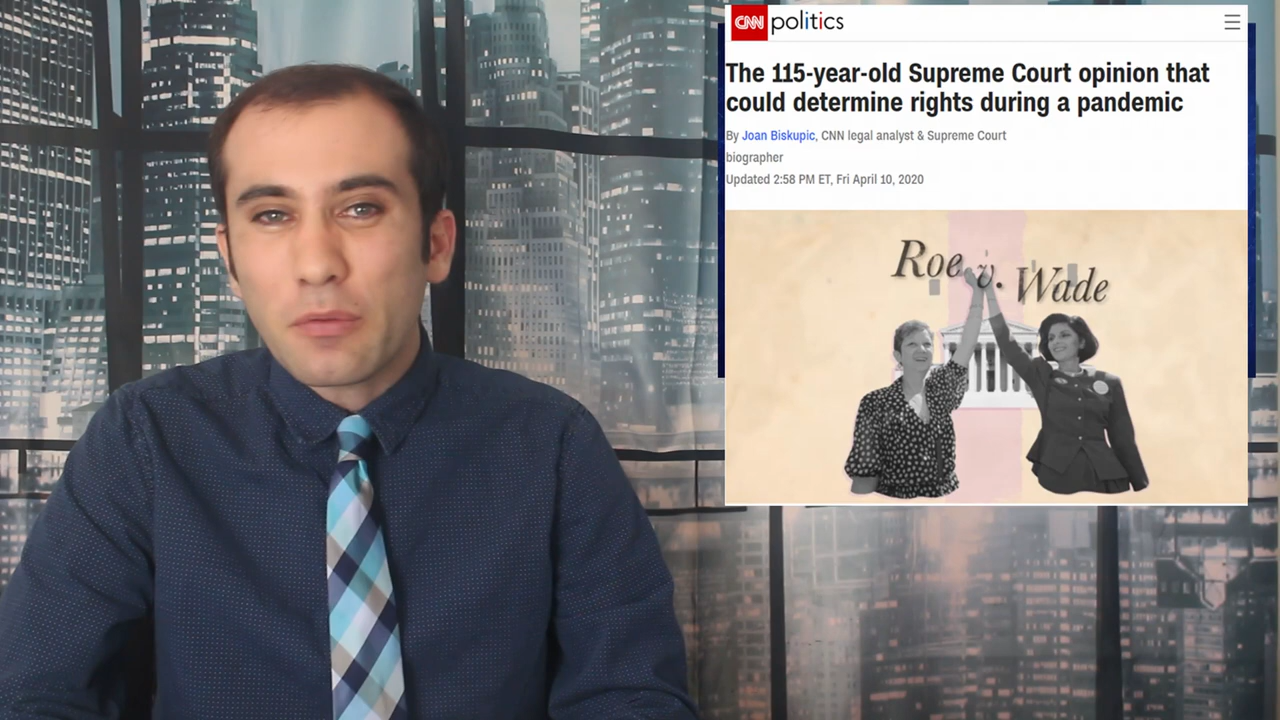 CNN politics
The 115-year-old Supreme Court opinion that
could determine rights during a pandemic
By Joan Biskupic, CNN legal analyst & Supreme Court
biographer
Updated 2:58 PM ET, Fri April 10, 2020
Roe v. Wade